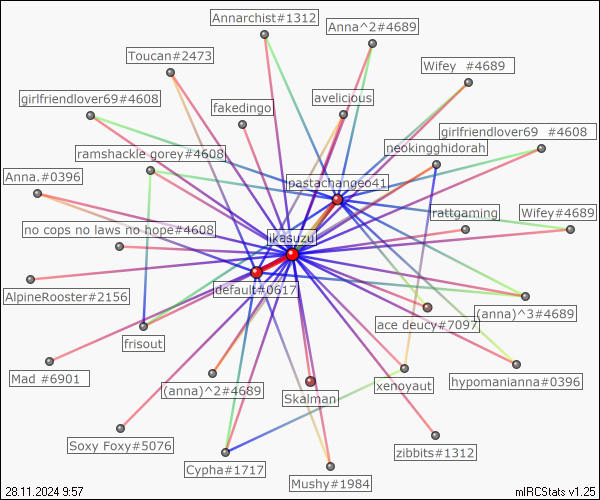 Annarchist#1312
Anna^2#4689
Toucan#2473
Wifey  #4689
girlfriendlover69#4608
fakedingo
avelicious
girlfriendlover69  #4608
neokingghidorah
ramshackle gorey#4608
Anna.#0396
pastachangeo41
rattgaming
Wifey#4689
no cops no laws no hope#4608
ikasuzu
default#0617
AlpineRooster#2156
(anna)^3#4689
ace deucy#7097
frisout
Mad #6901
(anna)^2#4689
Skalman
xenoyaut
hypomanianna#0396
Soxy Foxy#5076
zibbits#1312
Cypha#1717
Mushy#1984
28.11.2024 9:57
mIRCStats v1.25